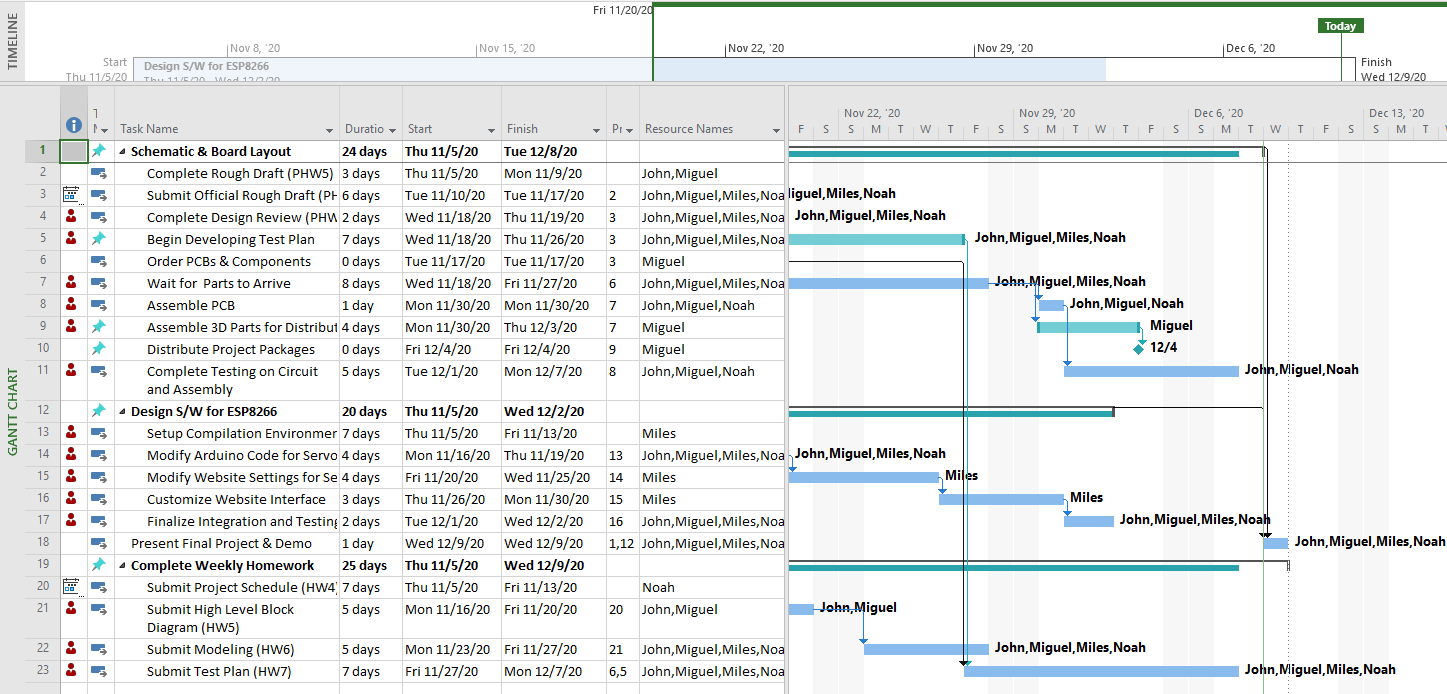 TIMELINE
Fri 11/20/20
Today
Nov 8, '20
Nov 15, '20
Nov 22, '20
Nov 29, '20
Dec 6, '20
Start
Thu 11/5/20
Design S/W for ESP8266
Thu 11/5/20 - Wed 12/2/20
Finish
Wed 12/9/20
GANTT CHART
Task Name Duratio Start Finish Pr Resource Names
Nov 22, '20 Nov 29, '20 Dec 6, '20 Dec 13, '20
F S S M T W T F S S M T W T F S S M T W T F S S M T
1 Schematic & Board Layout 24 days Thu 11/5/20 Tue 12/8/20
2 Complete Rough Draft (PHW5) 3 days Thu 11/5/20 Mon 11/9/20 John,Miguel
3 Submit Official Rough Draft (PH 6 days Tue 11/10/20 Tue 11/17/20 2 John,Miguel,Miles,Noa iguel,Miles,Noah
4 Complete Design Review (PHW 2 days Wed 11/18/20 Thu 11/19/20 3 John,Miguel,Miles,Noa John,Miguel,Miles,Noah
5 Begin Developing Test Plan 7 days Wed 11/18/20 Thu 11/26/20 3 John,Miguel,Miles,Noa John,Miguel,Miles,Noah
6 Order PCBs & Components 0 days Tue 11/17/20 Tue 11/17/20 3 Miguel
7 Wait for Parts to Arrive 8 days Wed 11/18/20 Fri 11/27/20 6 John,Miguel,Miles,Noa John,Miguel,Miles,Noah
8 Assemble PCB 1 day Mon 11/30/20 Mon 11/30/20 7 John,Miguel,Noah John,Miguel,Noah
9 Assemble 3D Parts for Distribut 4 days Mon 11/30/20 Thu 12/3/20 7 Miguel Miguel
10 Distribute Project Packages 0 days Fri 12/4/20 Fri 12/4/20 9 Miguel 12/4
11 Complete Testing on Circuit 5 days Tue 12/1/20 Mon 12/7/20 8 John,Miguel,Noah John,Miguel,Noah
and Assembly
12 Design S/W for ESP8266 20 days Thu 11/5/20 Wed 12/2/20
13 Setup Compilation Environmer 7 days Thu 11/5/20 Fri 11/13/20 Miles
14 Modify Arduino Code for Servo 4 days Mon 11/16/20 Thu 11/19/20 13 John,Miguel,Miles,Noa John,Miguel,Miles,Noah
15 Modify Website Settings for Se 4 days Fri 11/20/20 Wed 11/25/20 14 Miles Miles
16 Customize Website Interface 3 days Thu 11/26/20 Mon 11/30/20 15 Miles Miles
17 Finalize Integration and Testing 2 days Tue 12/1/20 Wed 12/2/20 16 John,Miguel,Miles,Noa John,Miguel,Miles,Noah
18 Present Final Project & Demo 1 day Wed 12/9/20 Wed 12/9/20 1,12 John,Miguel,Miles,Noa John,Miguel,Miles,Noah
19 Complete Weekly Homework 25 days Thu 11/5/20 Wed 12/9/20
20 Submit Project Schedule (HW4) 7 days Thu 11/5/20 Fri 11/13/20 Noah
21 Submit High Level Block 5 days Mon 11/16/20 Fri 11/20/20 20 John,Miguel John,Miguel
Diagram (HW5)
22 Submit Modeling (HW6) 5 days Mon 11/23/20 Fri 11/27/20 21 John,Miguel,Miles,Noa John,Miguel,Miles,Noah
23 Submit Test Plan (HW7) 7 days Fri 11/27/20 Mon 12/7/20 6,5 John,Miguel,Miles,Noa John,Miguel,Miles,Noah